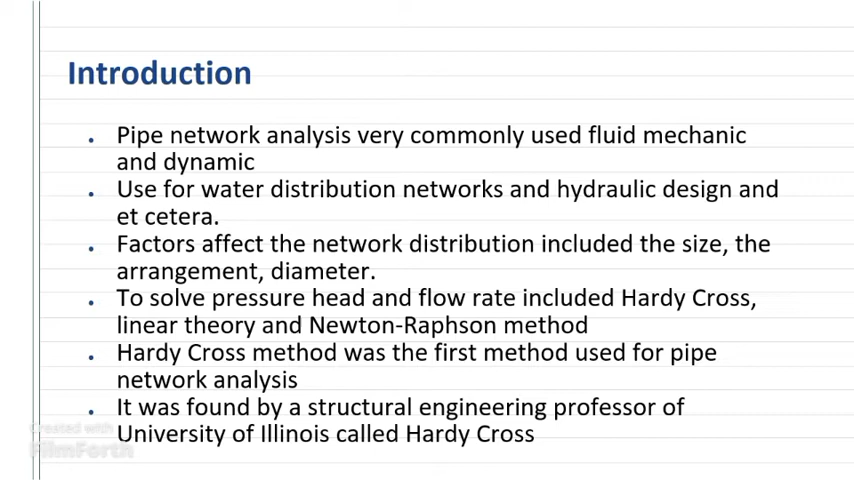 Introduction
• Pipe network analysis very commonly used fluid mechanic
and dynamic
• Use for water distribution networks and hydraulic design and
et cetera.
• Factors affect the network distribution included the size, the
arrangement, diameter.
• To solve pressure head and flow rate included Hardy Cross,
linear theory and Newton-Raphson method
• Hardy Cross method was the first method used for pipe
network analysis
• It was found by a structural engineering professor of
University of Illinois called Hardy Cross
Created with
FilmForth